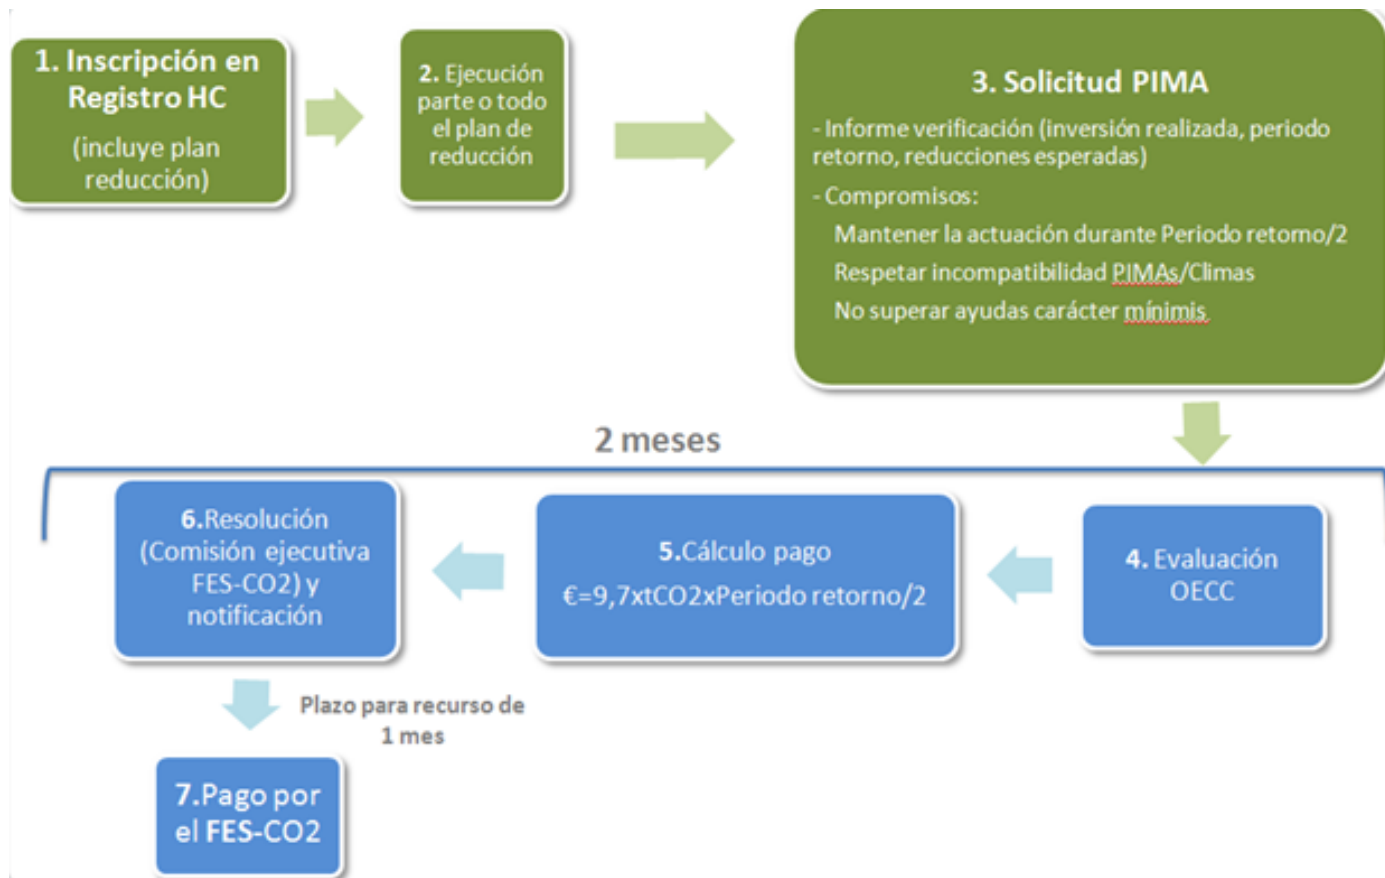 1. Inscripción en
Registro HC
(incluye plan
reducción)
2. Ejecución
parte o todo
el plan de
reducción
3. Solicitud PIMA
- Informe verificación (inversión realizada, periodo
retorno, reducciones esperadas)
- Compromisos:
Mantener la actuación durante Periodo retorno/2
Respetar incompatibilidad PIMAs/Climas
No superar ayudas carácter mínimis
2 meses
4. Evaluación
OECC
5.Cálculo pago
€=9,7xtCO2xPeriodo retorno/2
6.Resolución
(Comisión ejecutiva
FES-CO2) y
notificación
Plazo para recurso de
1 mes
7.Pago por
el FES-CO2